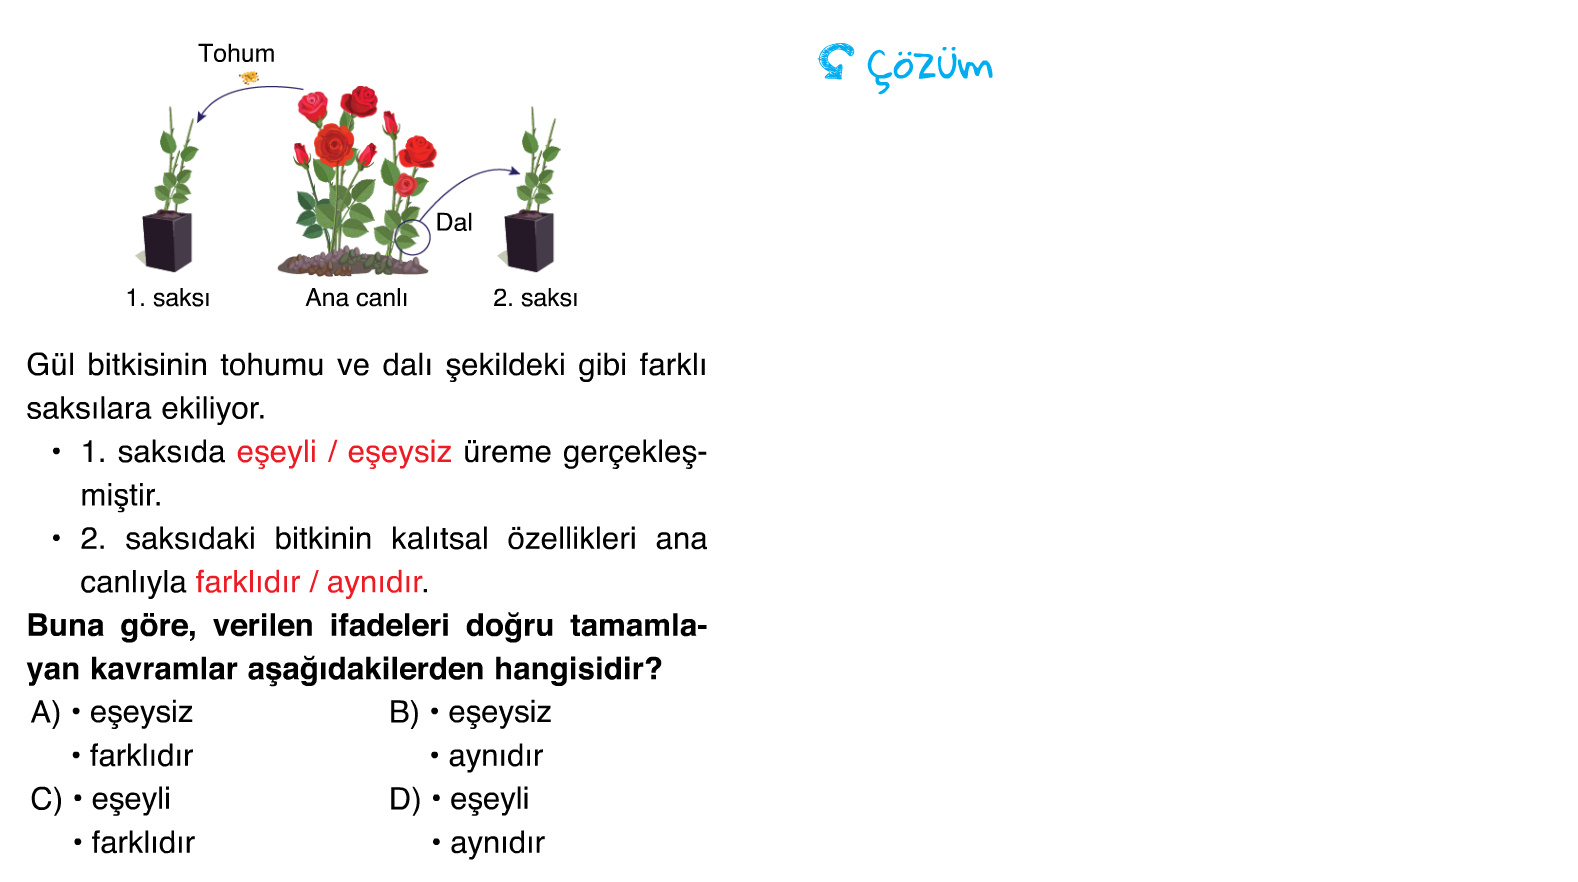 Tohum
Dal
1. saksı
Ana canlı
2. saksı
Gül bitkisinin tohumu ve dalı şekildeki gibi farklı
saksılara ekiliyor.
• 1. saksıda eşeyli / eşeysiz üreme gerçekleş-
miştir.
• 2. saksıdaki bitkinin kalıtsal özellikleri ana
canlıyla farklıdır / aynıdır.
Buna göre, verilen ifadeleri doğru tamamla-
yan kavramlar aşağıdakilerden hangisidir?
A) • eşeysiz
• farklıdır
B) • eşeysiz
• aynıdır
C) • eşeyli
• farklıdır
D) • eşeyli
• aynıdır
Çözüm